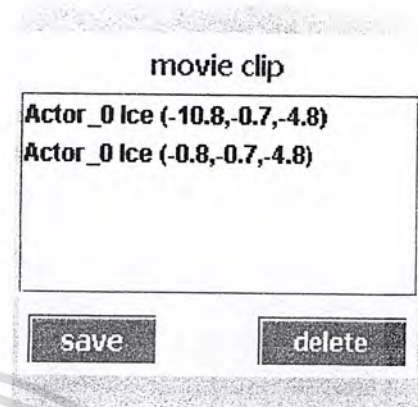 movie clip
Actor_0 Ice (-10.8,-0.7,-4.8)
Actor_0 Ice (-0.8,-0.7,-4.8)
save delete